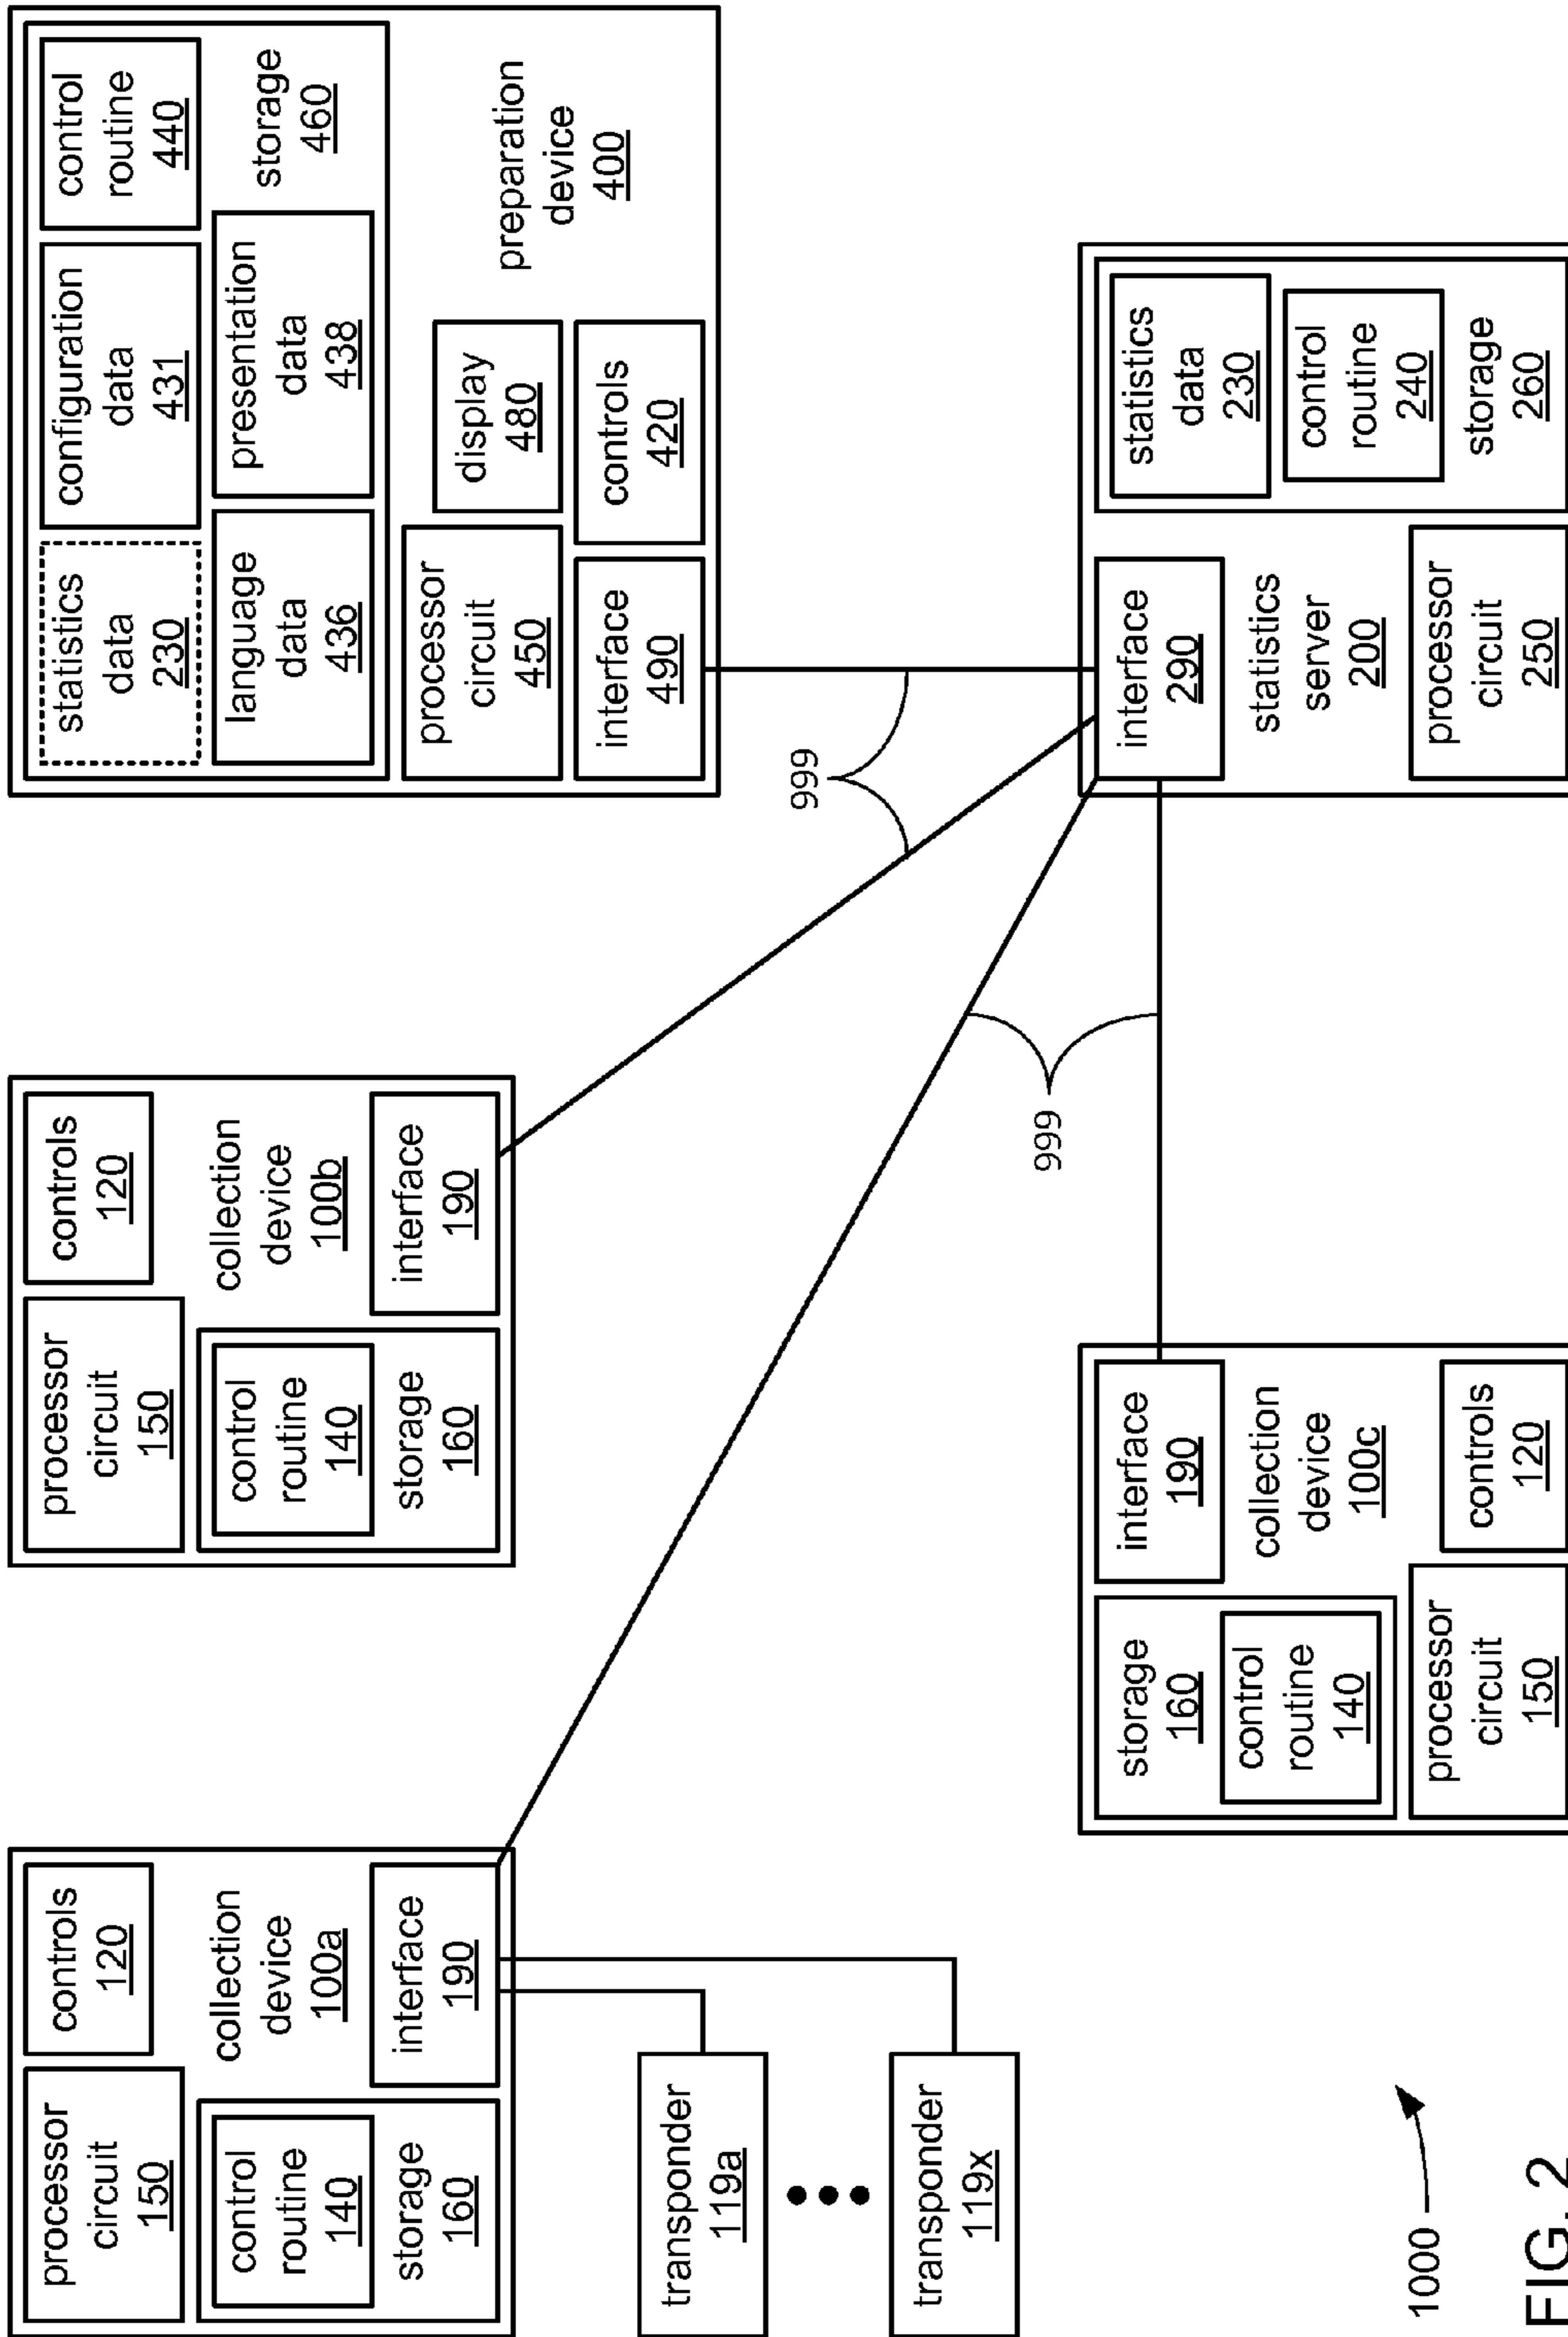 processor
circuit
150
controls
120
control
routine
140
storage
160
collection
device
100a
interface
190
transponder
119a
transponder
119x
processor
circuit
150
controls
120
control
routine
140
storage
160
collection
device
100b
interface
190
statistics
data
230
configuration
data
431
control
routine
440
language
data
436
presentation
data
438
storage
460
processor
circuit
450
display
480
preparation
device
400
interface
490
controls
420
999
999
storage
160
control
routine
140
interface
190
collection
device
100c
processor
circuit
150
controls
120
interface
290
statistics
server
200
processor
circuit
250
statistics
data
230
control
routine
240
storage
260
1000
FIG. 2